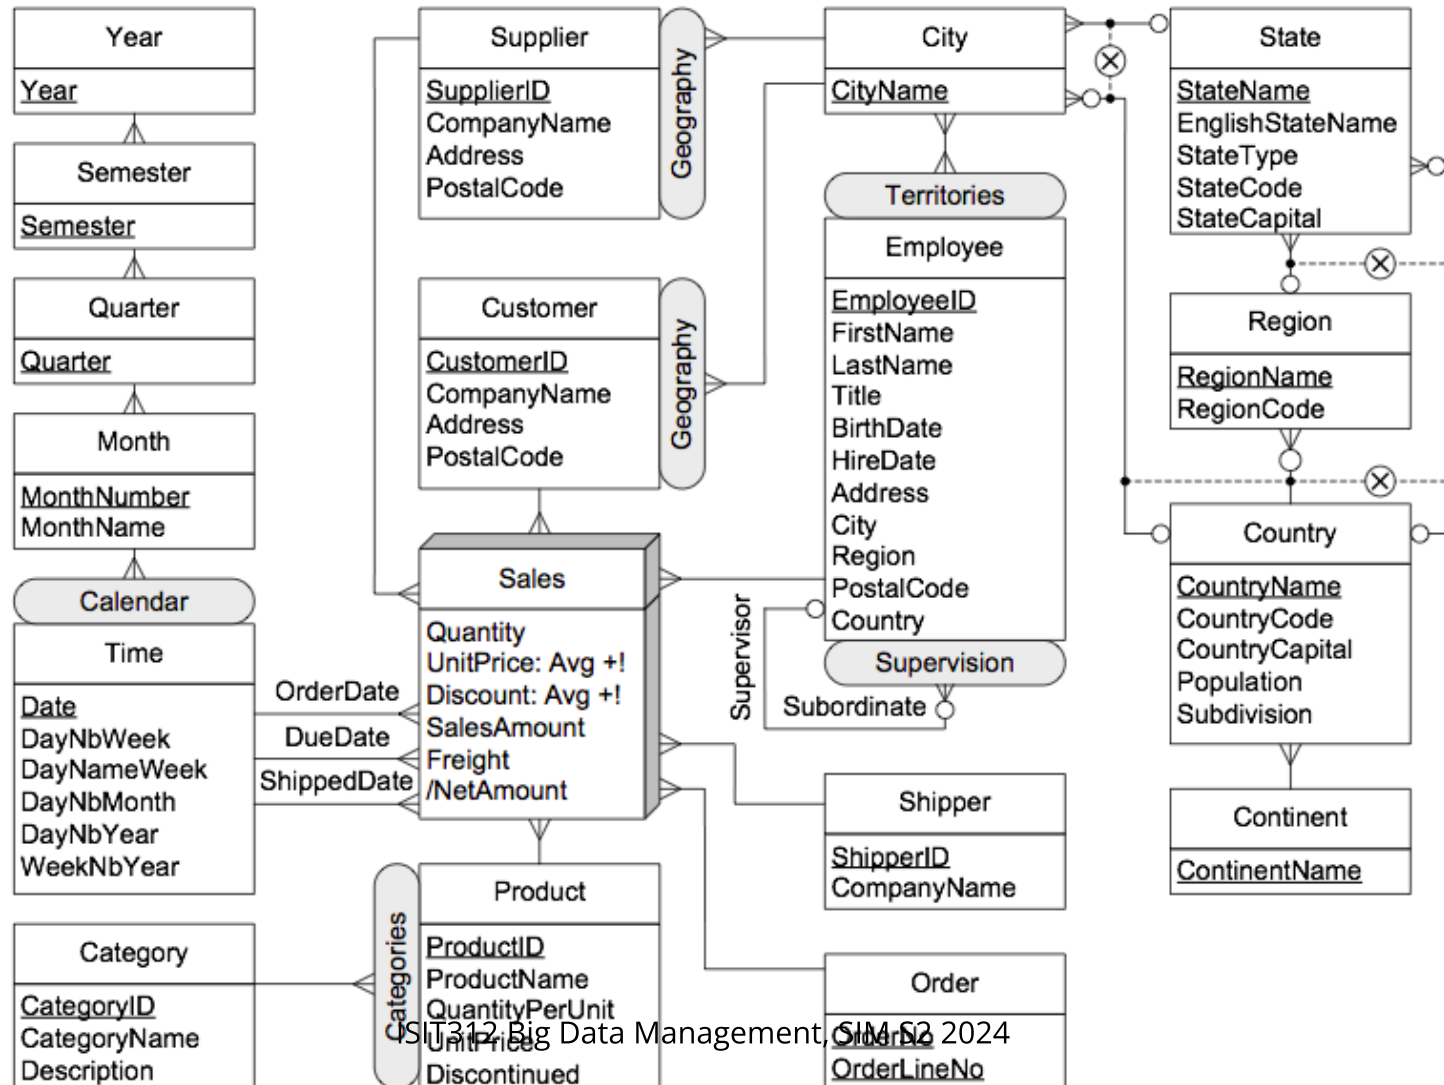 Year
Year
Semester
Semester
Quarter
Quarter
Month
MonthNumber
MonthName
Calendar
Time
Date
DayNbWeek
DayNameWeek
DayNbMonth
DayNbYear
WeekNbYear
Category
CategoryID
CategoryName
Description
OrderDate
DueDate
ShippedDate
Supplier
SupplierID
CompanyName
Address
PostalCode
Geography
Customer
CustomerID
CompanyName
Address
PostalCode
Geography
Sales
Quantity
UnitPrice: Avg +!
Discount: Avg +!
SalesAmount
Freight
/NetAmount
Categories
Product
ProductID
ProductName
QuantityPerUnit
UnitPrice
Discontinued
City
CityName
Territories
Employee
EmployeeID
FirstName
LastName
Title
BirthDate
HireDate
Address
City
Region
PostalCode
Country
Supervision
Supervisor
Subordinate
Shipper
ShipperID
CompanyName
Order
OrderNo
OrderLineNo
State
StateName
EnglishStateName
StateType
StateCode
StateCapital
Region
RegionName
RegionCode
Country
CountryName
CountryCode
CountryCapital
Population
Subdivision
Continent
ContinentName
ISIT312 Big Data Management, SIM S2 2024